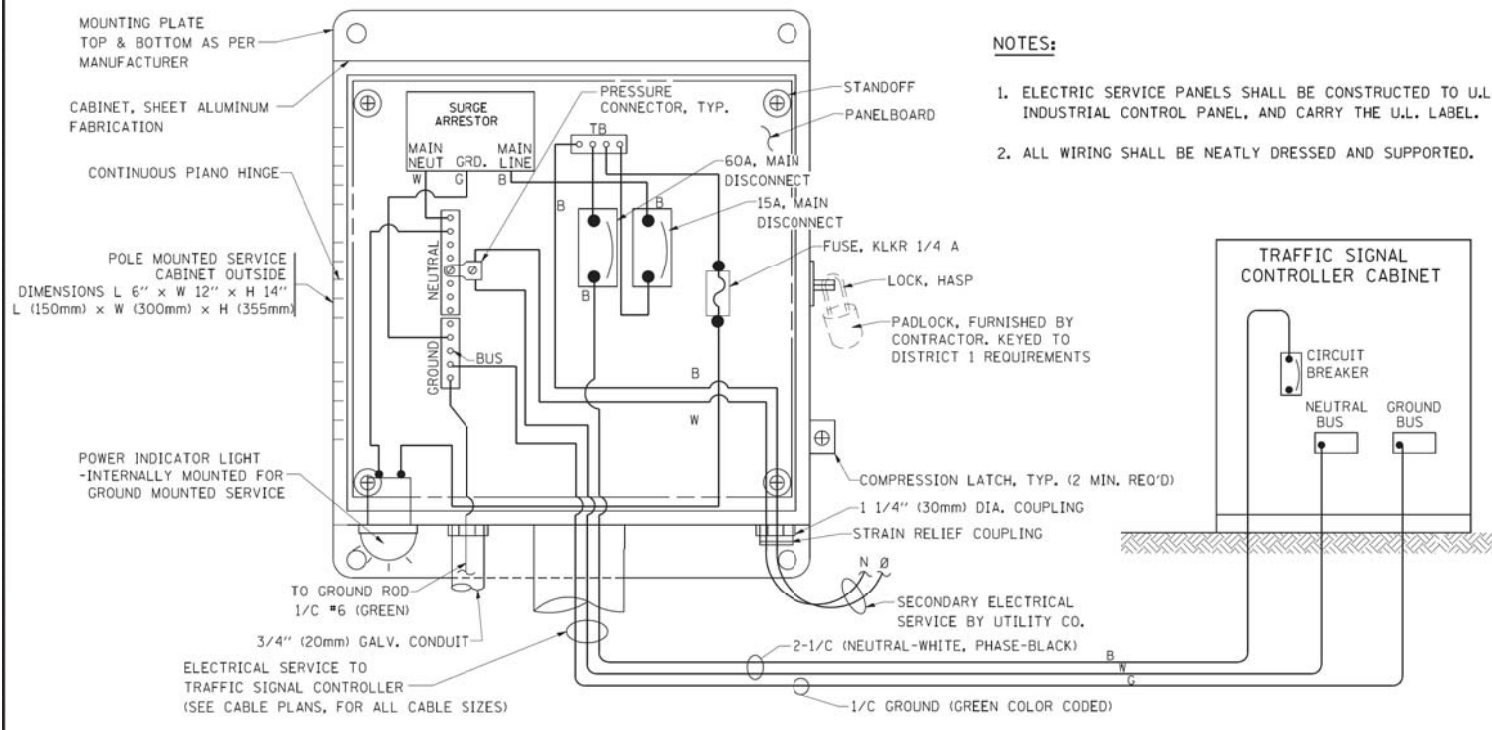 MOUNTING PLATE
TOP & BOTTOM AS PER
MANUFACTURER
CABINET, SHEET ALUMINUM
FABRICATION
CONTINUOUS PIANO HINGE
POLE MOUNTED SERVICE
CABINET OUTSIDE
DIMENSIONS L 6" x W 12" x H 14"
L (150mm) x W (300mm) x H (355mm)
POWER INDICATOR LIGHT
-INTERNALLY MOUNTED FOR
GROUND MOUNTED SERVICE
TO GROUND ROD
1/C #6 (GREEN)
3/4" (20mm) GALV. CONDUIT
ELECTRICAL SERVICE TO
TRAFFIC SIGNAL CONTROLLER
(SEE CABLE PLANS, FOR ALL CABLE SIZES)
SURGE
ARRESTOR
MAIN
NEUT
GRD.
MAIN
LINE
W
G
B
PRESSURE
CONNECTOR, TYP.
TB
NEUTRAL
GROUND
BUS
B
B
B
B
W
STANDOFF
PANELBOARD
60A, MAIN
DISCONNECT
15A, MAIN
DISCONNECT
FUSE, KLKR 1/4 A
LOCK, HASP
PADLOCK, FURNISHED BY
CONTRACTOR. KEYED TO
DISTRICT 1 REQUIREMENTS
COMPRESSION LATCH, TYP. (2 MIN. REQ'D)
1 1/4" (30mm) DIA. COUPLING
STRAIN RELIEF COUPLING
N Ø
SECONDARY ELECTRICAL
SERVICE BY UTILITY CO.
2-1/C (NEUTRAL-WHITE, PHASE-BLACK)
B
W
G
1/C GROUND (GREEN COLOR CODED)
NOTES:
1. ELECTRIC SERVICE PANELS SHALL BE CONSTRUCTED TO U.L
INDUSTRIAL CONTROL PANEL, AND CARRY THE U.L. LABEL.
2. ALL WIRING SHALL BE NEATLY DRESSED AND SUPPORTED.
TRAFFIC SIGNAL
CONTROLLER CABINET
CIRCUIT
BREAKER
NEUTRAL
BUS
GROUND
BUS